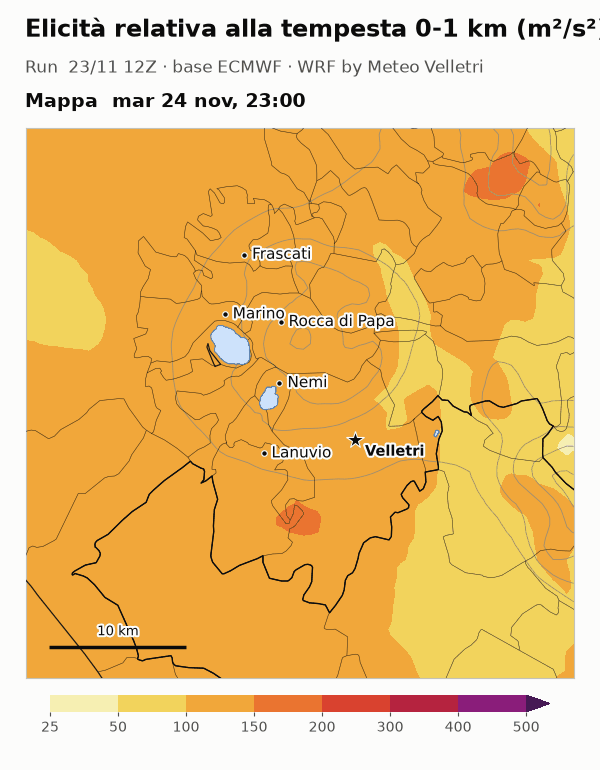 Elicità relativa alla tempesta 0-1 km (m²/s²)
Run 23/11 12Z · base ECMWF · WRF by Meteo Velletri
Mappa mar 24 nov, 23:00
Frascati
Marino
Rocca di Papa
Nemi
Velletri
Lanuvio
10 km
25 50 100 150 200 300 400 500